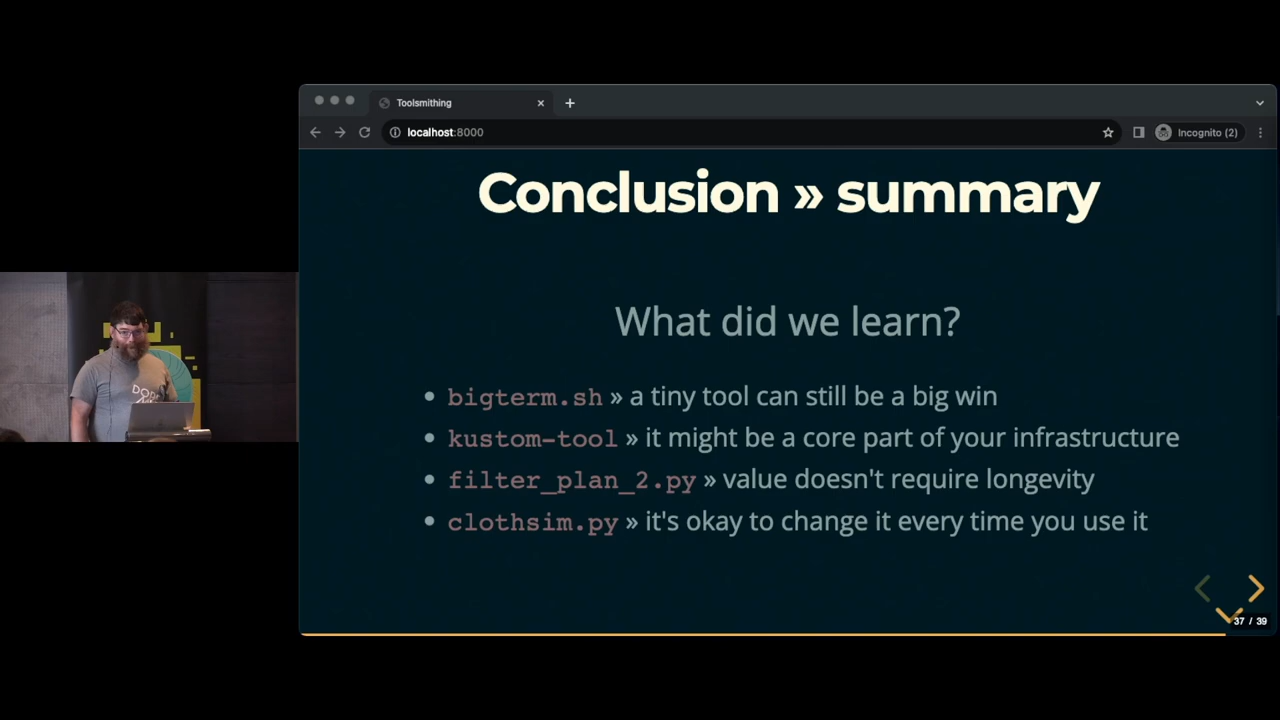 Toolsmithing
localhost:8000
Incognito (2)
Conclusion » summary
What did we learn?
bigterm.sh » a tiny tool can still be a big win
kustom-tool » it might be a core part of your infrastructure
filter_plan_2.py » value doesn't require longevity
clothsim.py » it's okay to change it every time you use it
37 / 39